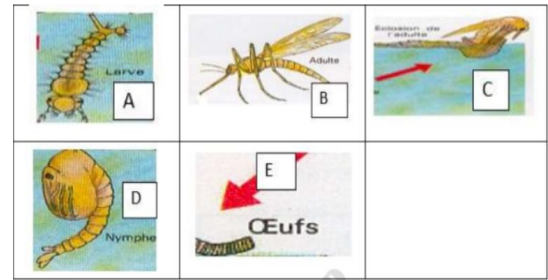 Larve
A
Adulte
B
Eclosion de
l'adulte
C
Nymphe
D
E
Œufs